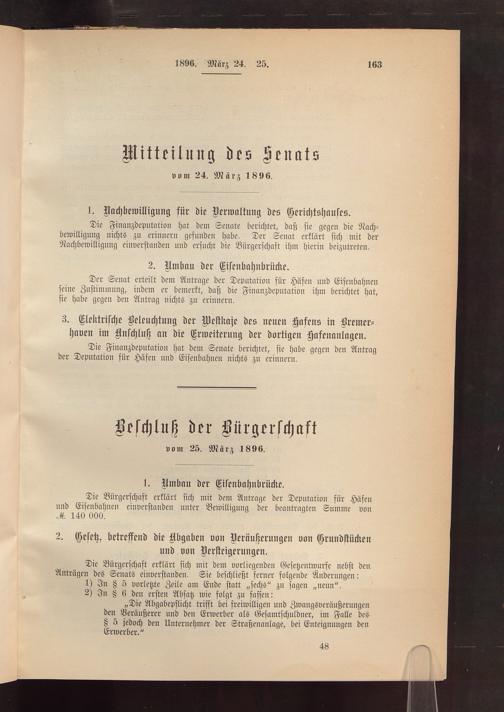 1896. März 24. 25. 163
Mitteilung des Senats
vom 24. März 1896.
1. Nachbewilligung für die Verwaltung des Gerichtshauses.
Die Finanzdeputation hat dem Senate berichtet, daß sie gegen die Nach-
bewilligung nichts zu erinnern gefunden habe. Der Senat erklärt sich mit der
Nachbewilligung einverstanden und ersucht die Bürgerschaft ihm hierin beizutreten.
2. Umbau der Eisenbahnbrücke.
Der Senat erteilt dem Antrage der Deputation für Häfen und Eisenbahnen
seine Zustimmung, indem er bemerkt, daß die Finanzdeputation ihm berichtet hat,
sie habe gegen den Antrag nichts zu erinnern.
3. Elektrische Beleuchtung der Westkaje des neuen Hafens in Bremer-
haven im Anschluß an die Erweiterung der dortigen Hafenanlagen.
Die Finanzdeputation hat dem Senate berichtet, sie habe gegen den Antrag
der Deputation für Häfen und Eisenbahnen nichts zu erinnern.
Beschluß der Bürgerschaft
vom 25. März 1896.
1. Umbau der Eisenbahnbrücke.
Die Bürgerschaft erklärt sich mit dem Antrage der Deputation für Häfen
und Eisenbahnen einverstanden unter Bewilligung der beantragten Summe von
ℳ. 140 000.
2. Gesetz, betreffend die Abgaben von Veräußerungen von Grundstücken
und von Versteigerungen.
Die Bürgerschaft erklärt sich mit dem vorliegenden Gesetzentwurfe nebst den
Anträgen des Senats einverstanden. Sie beschließt ferner folgende Änderungen:
1) In § 5 vorletzte Zeile am Ende statt „sechs“ zu sagen „neun“.
2) In § 6 den ersten Absatz wie folgt zu fassen:
„Die Abgabepflicht trifft bei freiwilligen und Zwangsveräußerungen
den Veräußerer und den Erwerber als Gesamtschuldner, im Falle des
§ 5 jedoch den Unternehmer der Straßenanlage, bei Enteignungen den
Erwerber.“
48